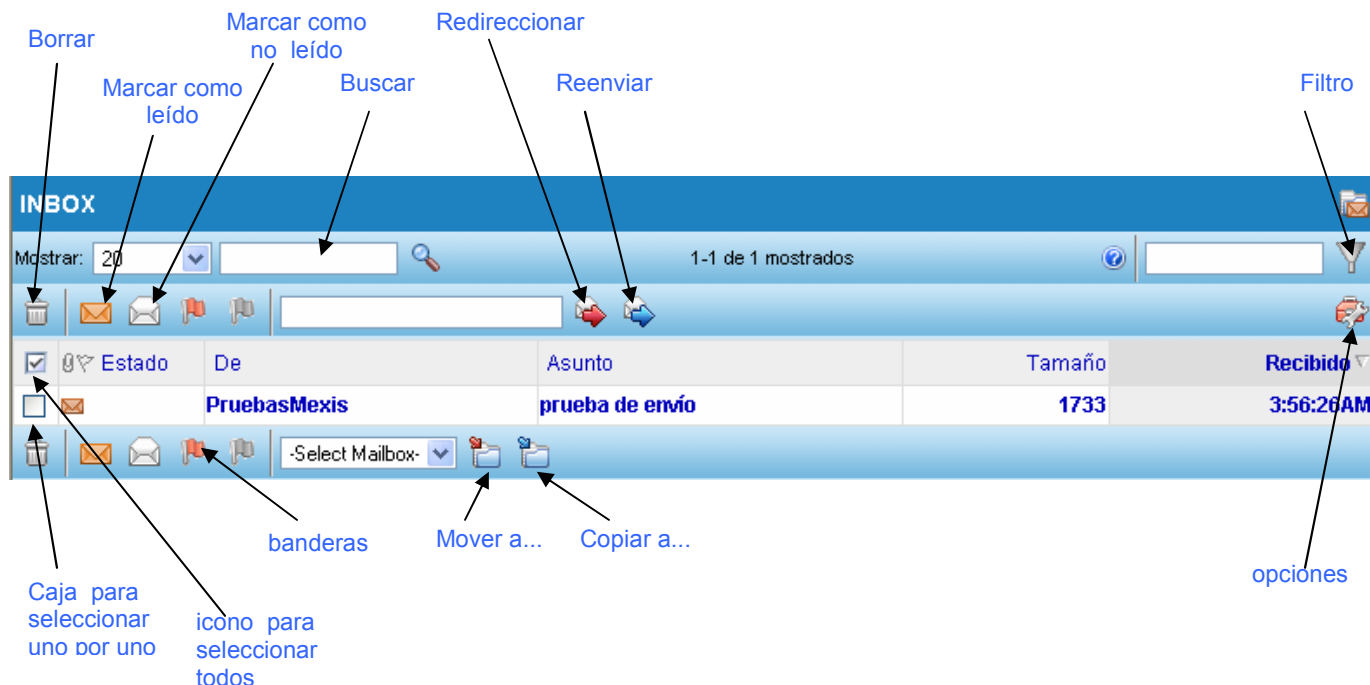 Marcar como
no leído
Redireccionar
Borrar
Marcar como
leído
Buscar
Reenviar
Filtro
INBOX
Mostrar: 20
1-1 de 1 mostrados
Estado De Asunto Tamaño Recibido
PruebasMexis prueba de envío 1733 3:56:26AM
-Select Mailbox-
banderas
Mover a...
Copiar a...
opciones
Caja para
seleccionar
uno por uno
icono para
seleccionar
todos